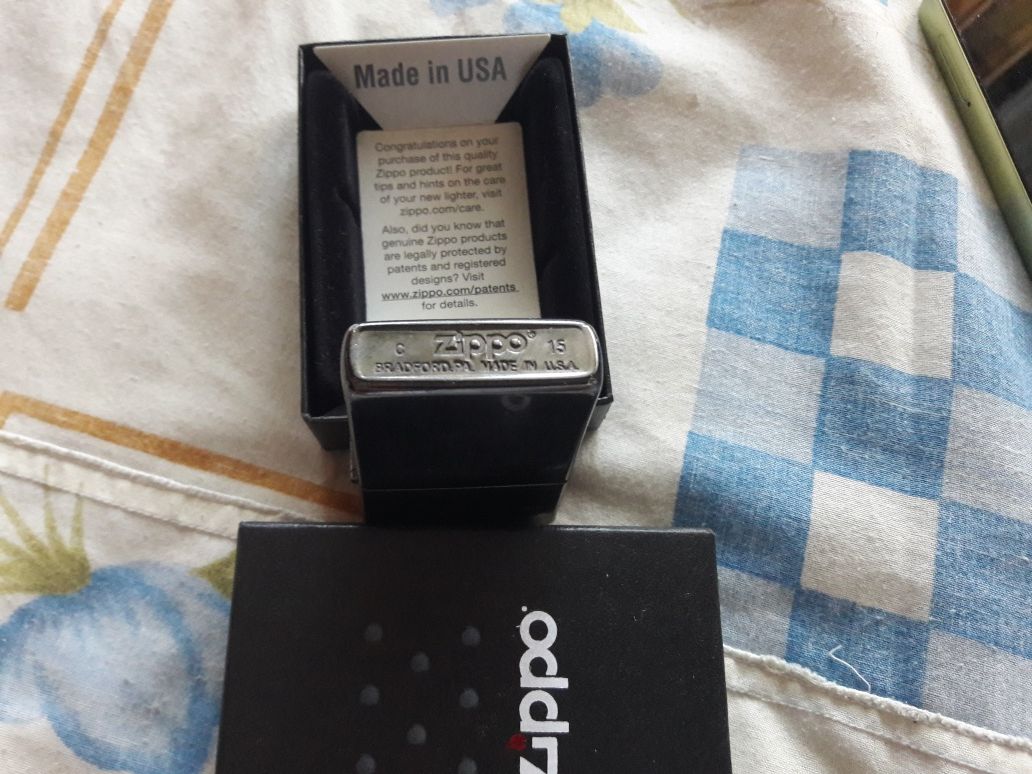 Made in USA
Congratulations on your
purchase of this quality
Zippo product! For great
tips and hints on the care
of your new lighter, visit
zippo.com/care.
Also, did you know that
genuine Zippo products
are legally protected by
patents and registered
designs? Visit
www.zippo.com/patents
for details.
C Zippo® 15
BRADFORD, PA. MADE IN U.S.A.
Zippo